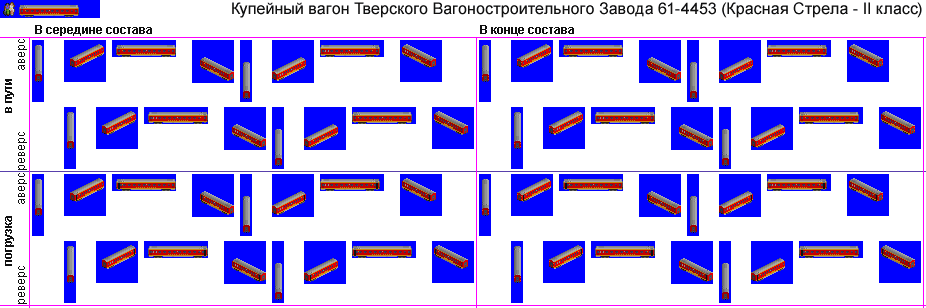 Купейный вагон Тверского Вагоностроительного Завода 61-4453 (Красная Стрела - II класс)
В середине состава
В конце состава
в пути
аверс
реверс
погрузка
аверс
реверс